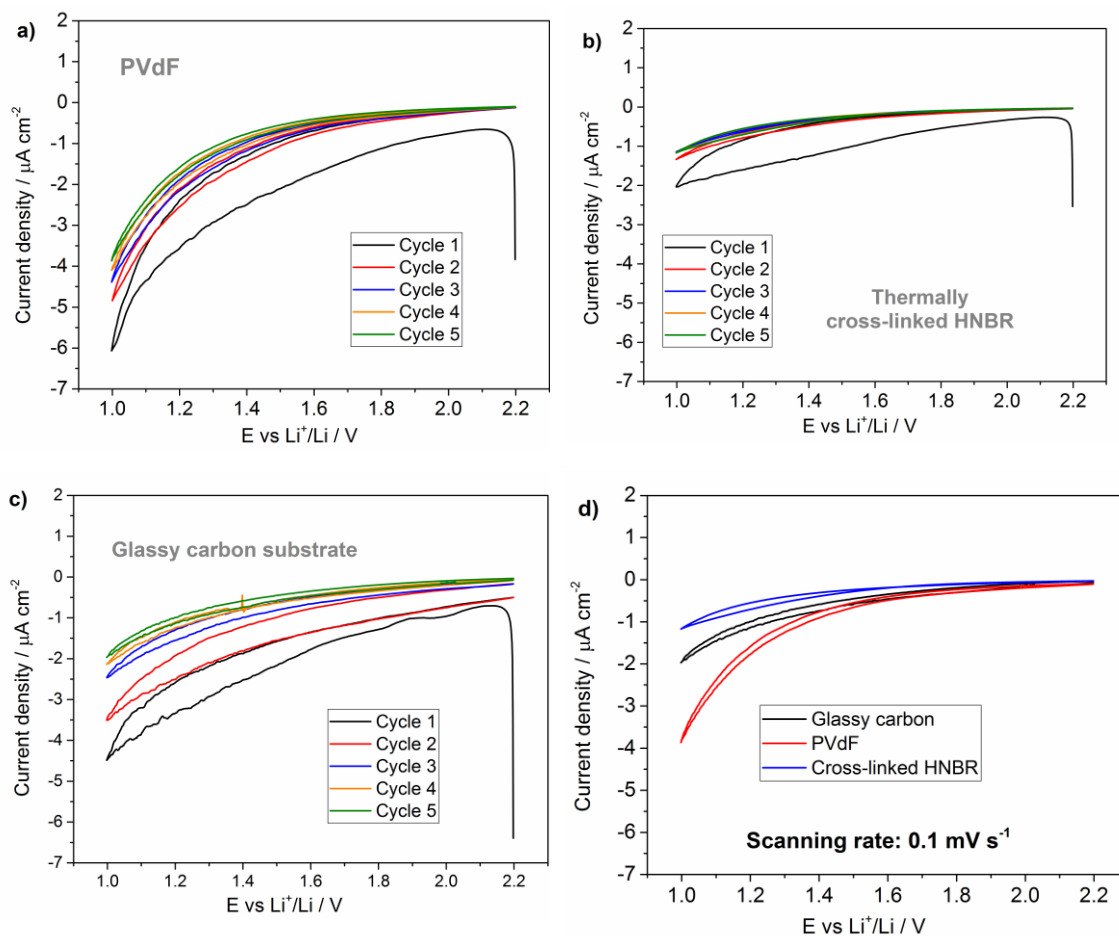 a)
PVdF
2
1
0
-1
-2
-3
-4
-5
-6
-7
Current density / µA cm⁻²
Cycle 1
Cycle 2
Cycle 3
Cycle 4
Cycle 5
1.0 1.2 1.4 1.6 1.8 2.0 2.2
E vs Li⁺/Li / V
b)
2
1
0
-1
-2
-3
-4
-5
-6
-7
Current density / µA cm⁻²
Cycle 1
Cycle 2
Cycle 3
Cycle 4
Cycle 5
Thermally
cross-linked HNBR
1.0 1.2 1.4 1.6 1.8 2.0 2.2
E vs Li⁺/Li / V
c)
Glassy carbon substrate
2
1
0
-1
-2
-3
-4
-5
-6
-7
Current density / µA cm⁻²
Cycle 1
Cycle 2
Cycle 3
Cycle 4
Cycle 5
1.0 1.2 1.4 1.6 1.8 2.0 2.2
E vs Li⁺/Li / V
d)
2
1
0
-1
-2
-3
-4
-5
-6
-7
Current density / µA cm⁻²
Glassy carbon
PVdF
Cross-linked HNBR
Scanning rate: 0.1 mV s⁻¹
1.0 1.2 1.4 1.6 1.8 2.0 2.2
E vs Li⁺/Li / V